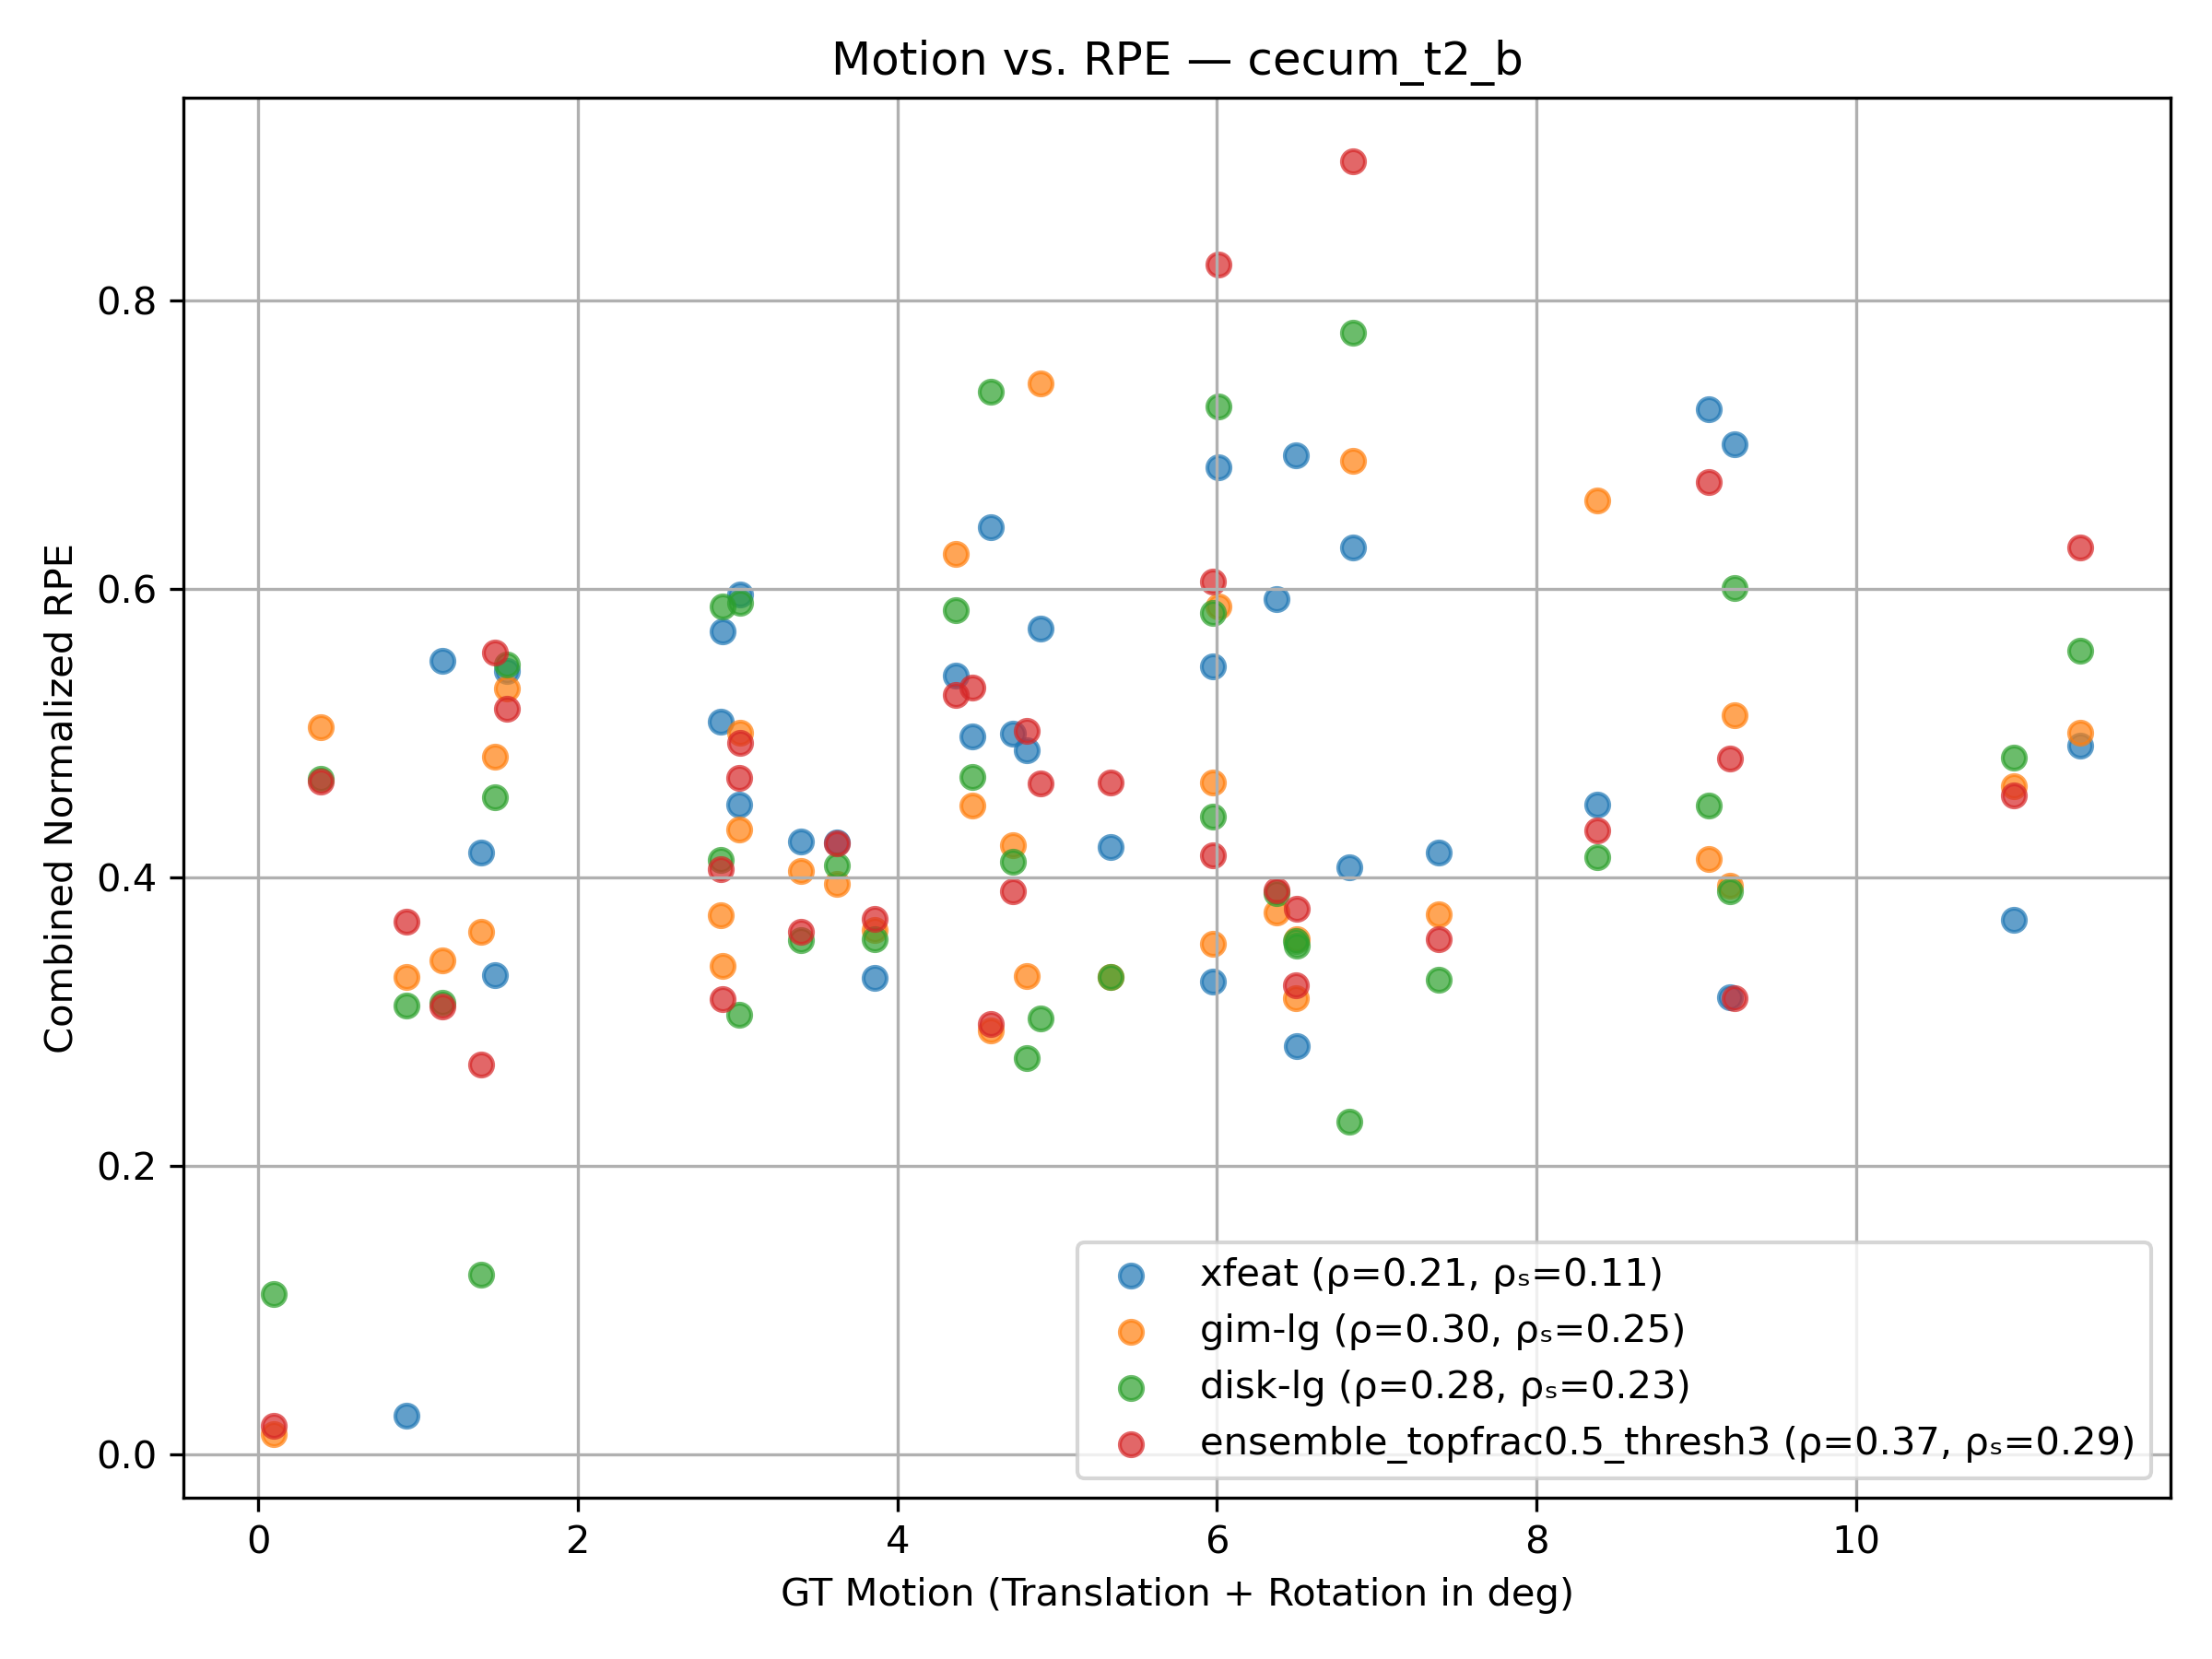 Motion vs. RPE — cecum_t2_b
Combined Normalized RPE
0.8
0.6
0.4
0.2
0.0
0 2 4 6 8 10
GT Motion (Translation + Rotation in deg)
xfeat (ρ=0.21, ρₛ=0.11)
gim-lg (ρ=0.30, ρₛ=0.25)
disk-lg (ρ=0.28, ρₛ=0.23)
ensemble_topfrac0.5_thresh3 (ρ=0.37, ρₛ=0.29)